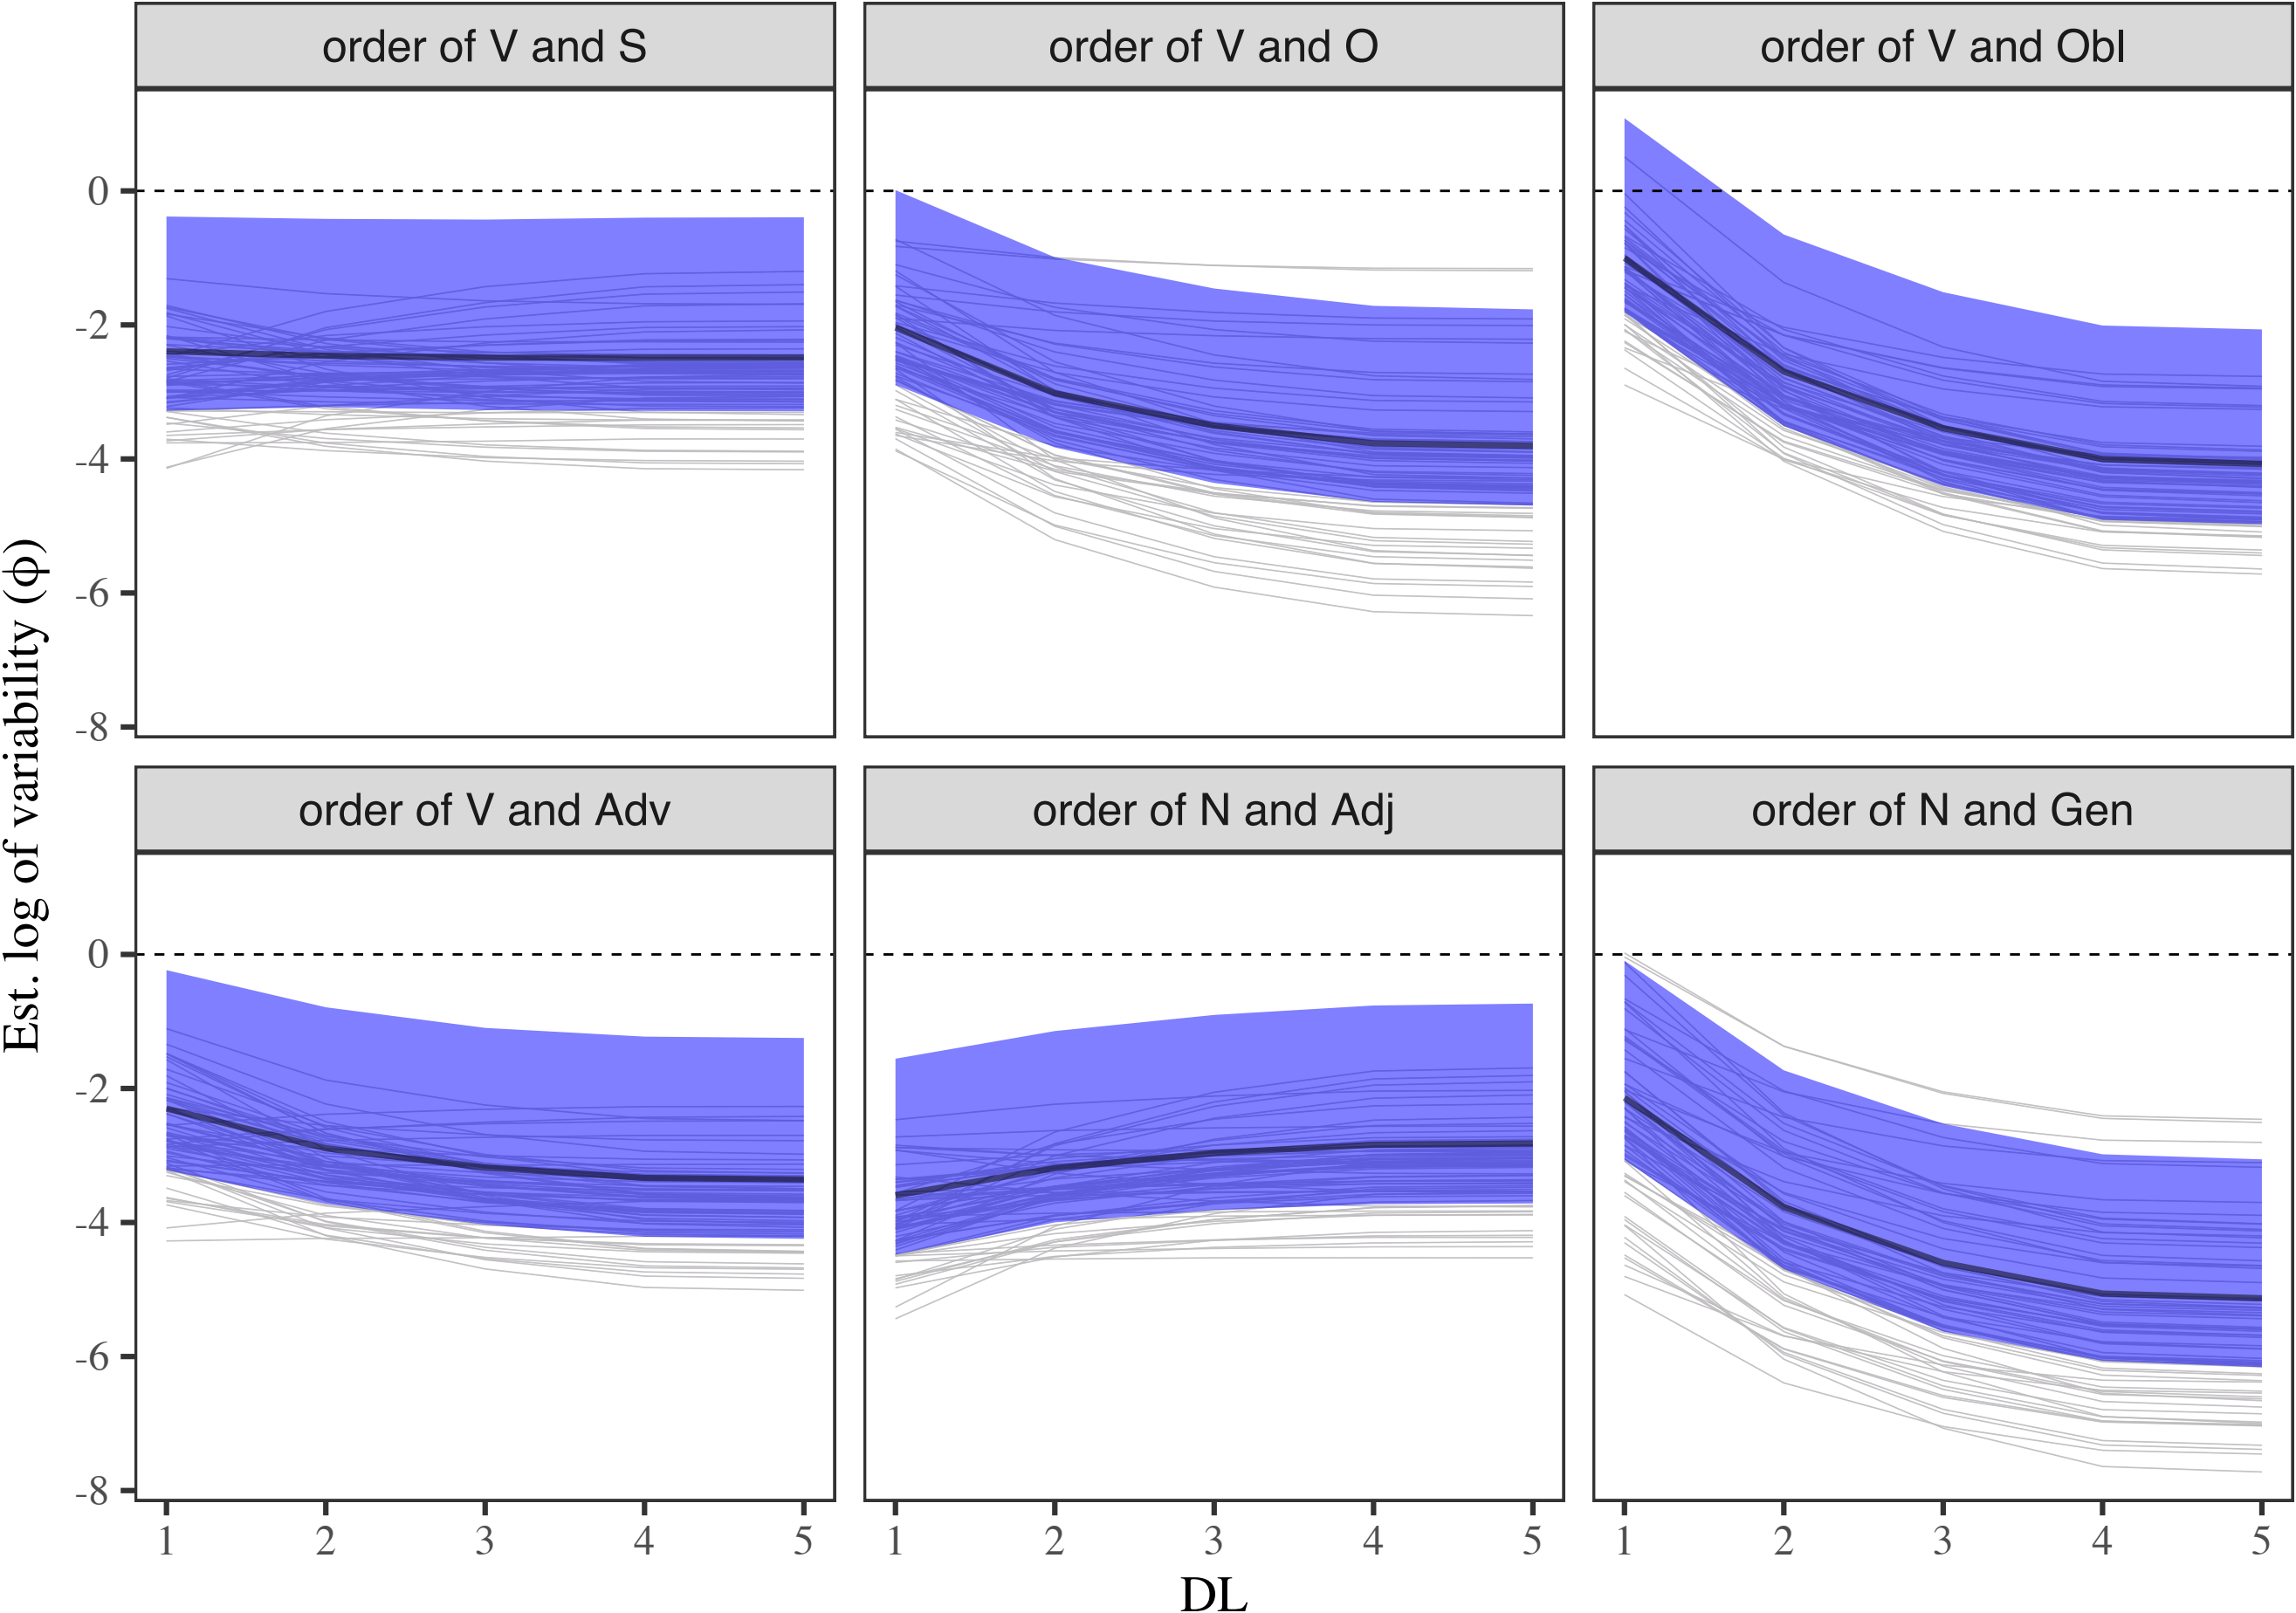 order of V and S
order of V and O
order of V and Obl
0
-2
-4
-6
-8
order of V and Adv
order of N and Adj
order of N and Gen
0
-2
-4
-6
-8
Est. log of variability (ϕ)
1 2 3 4 5
1 2 3 4 5
1 2 3 4 5
DL